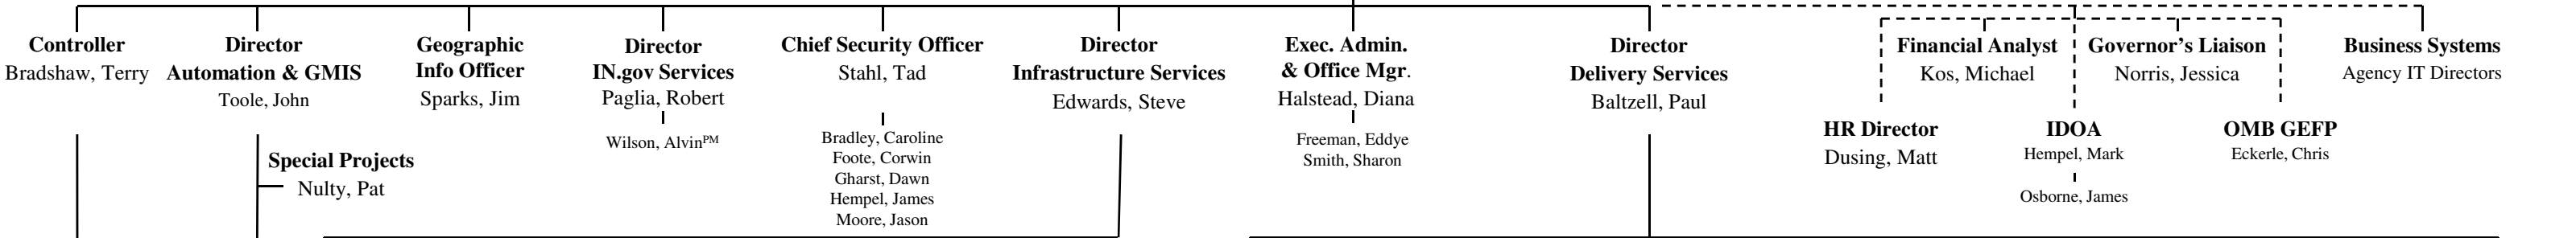 Controller
Bradshaw, Terry
Director
Automation & GMIS
Toole, John
Special Projects
Nulty, Pat
Geographic
Info Officer
Sparks, Jim
Director
IN.gov Services
Paglia, Robert
Wilson, Alvinᴾᴹ
Chief Security Officer
Stahl, Tad
Bradley, Caroline
Foote, Corwin
Gharst, Dawn
Hempel, James
Moore, Jason
Director
Infrastructure Services
Edwards, Steve
Exec. Admin.
& Office Mgr.
Halstead, Diana
Freeman, Eddye
Smith, Sharon
Director
Delivery Services
Baltzell, Paul
Financial Analyst
Kos, Michael
Governor’s Liaison
Norris, Jessica
Business Systems
Agency IT Directors
HR Director
Dusing, Matt
IDOA
Hempel, Mark
Osborne, James
OMB GEFP
Eckerle, Chris